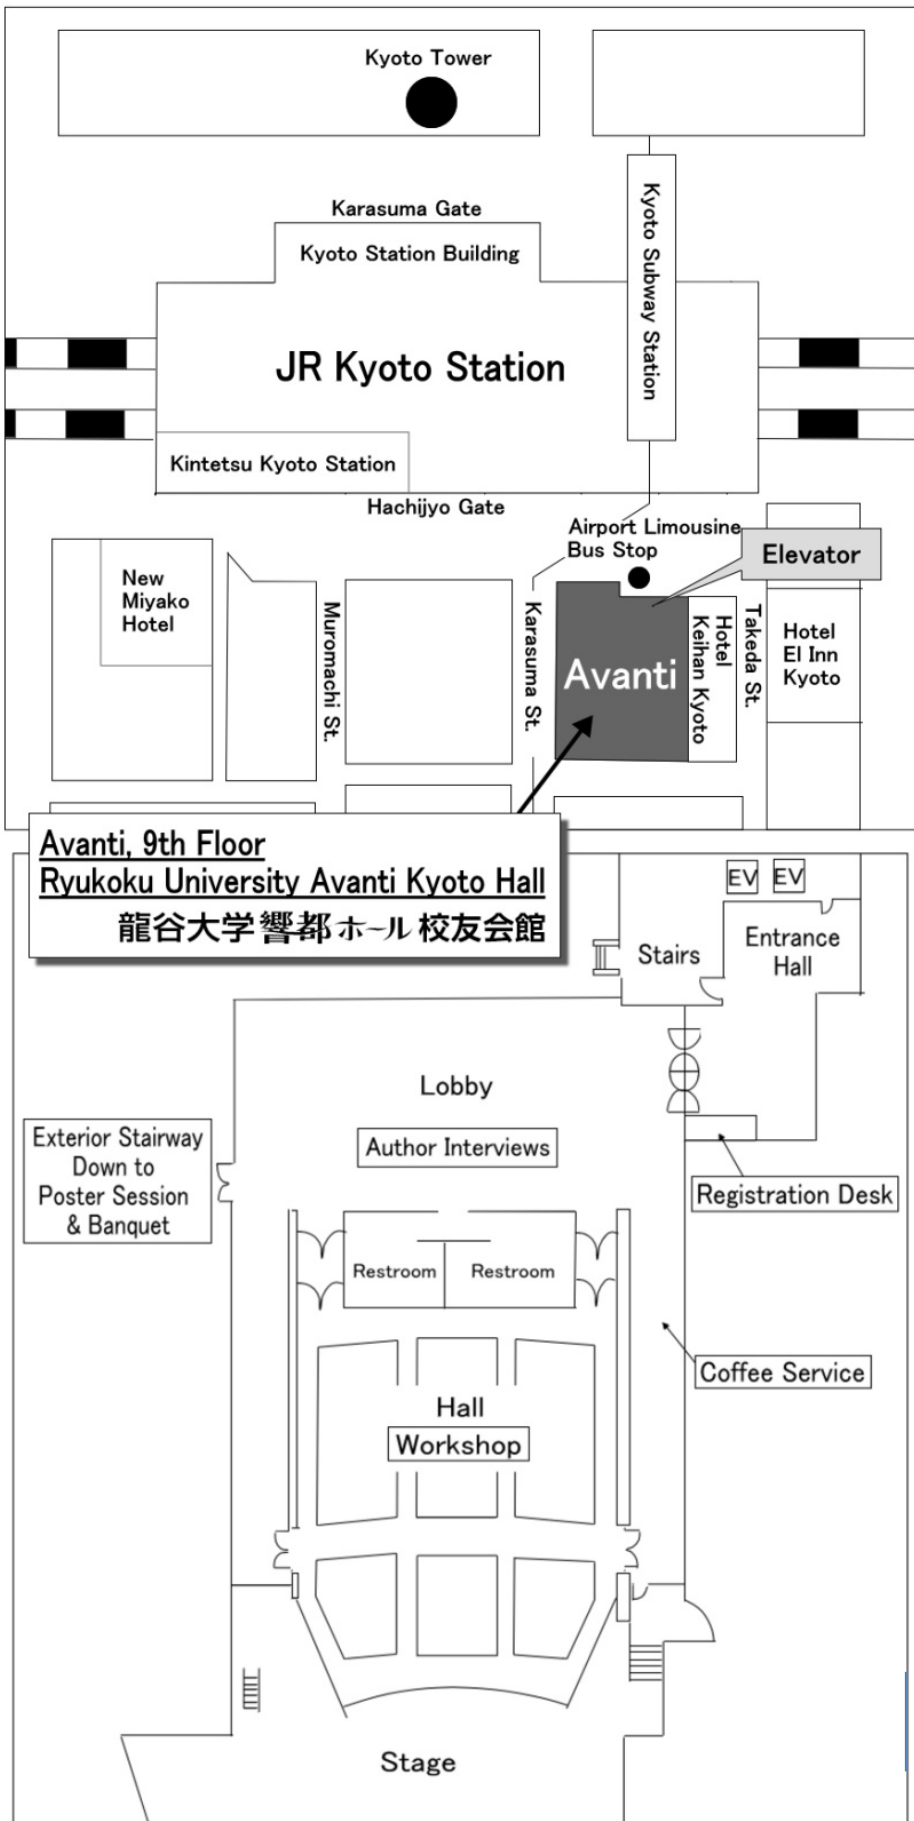 Kyoto Tower
Karasuma Gate
Kyoto Station Building
Kyoto Subway Station
JR Kyoto Station
Kintetsu Kyoto Station
Hachijyo Gate
Airport Limousine
Bus Stop
Elevator
New
Miyako
Hotel
Muromachi St.
Karasuma St.
Avanti
Hotel
Keihan Kyoto
Takeda St.
Hotel
El Inn
Kyoto
Avanti, 9th Floor
Ryukoku University Avanti Kyoto Hall
龍谷大学 響都ホール 校友会館
EV
EV
Stairs
Entrance
Hall
Lobby
Author Interviews
Exterior Stairway
Down to
Poster Session
& Banquet
Registration Desk
Restroom
Restroom
Coffee Service
Hall
Workshop
Stage